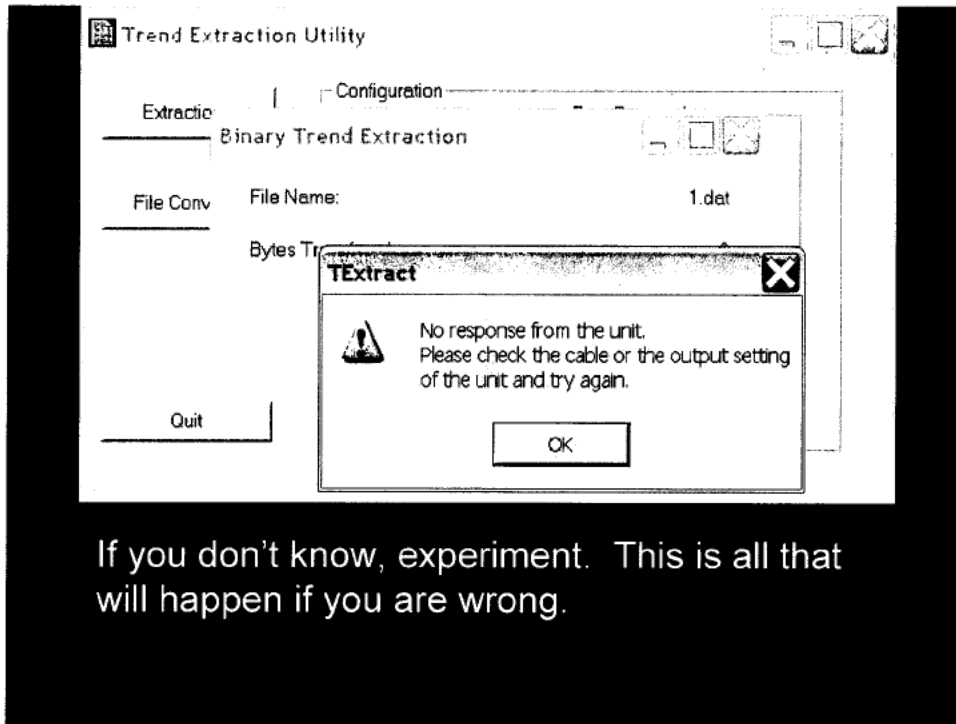 Trend Extraction Utility
Configuration
Extractio
Binary Trend Extraction
File Name: 1.dat
File Conv
Bytes Tr
TExtract
No response from the unit.
Please check the cable or the output setting
of the unit and try again.
OK
Quit
If you don't know, experiment. This is all that
will happen if you are wrong.